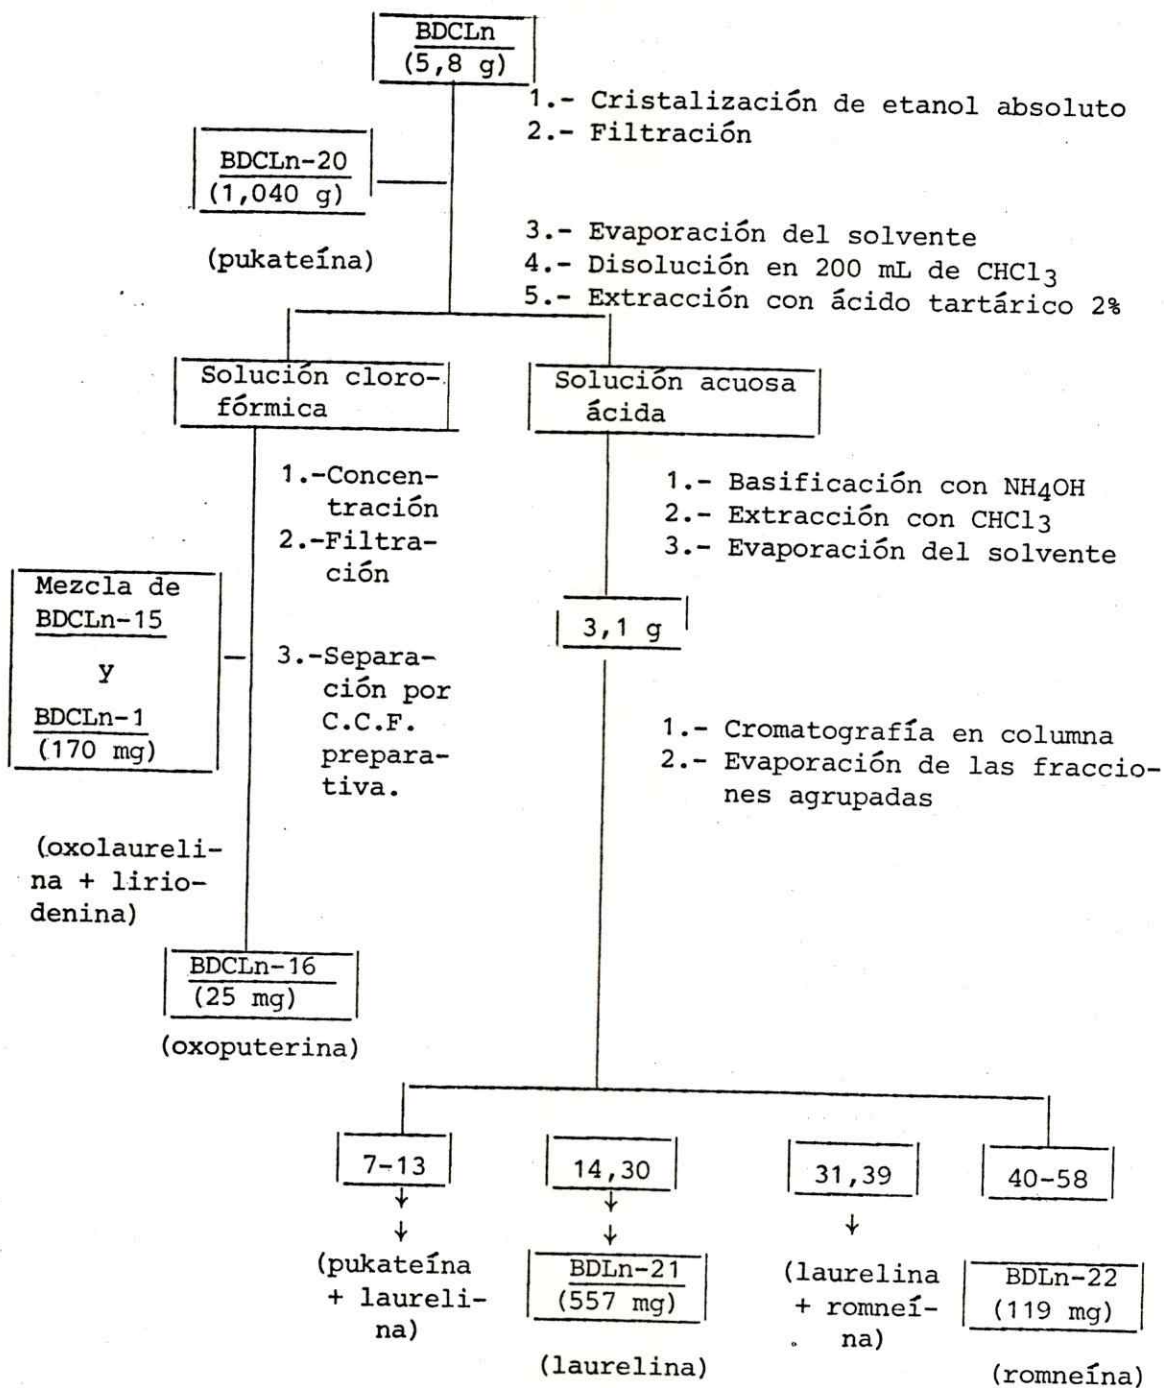 BDCLn
(5,8 g)
1.- Cristalización de etanol absoluto
2.- Filtración
BDCLn-20
(1,040 g)
(pukateína)
3.- Evaporación del solvente
4.- Disolución en 200 mL de CHCl3
5.- Extracción con ácido tartárico 2%
Solución cloro-
fórmica
Solución acuosa
ácida
1.-Concen-
tración
2.-Filtra-
ción
1.- Basificación con NH4OH
2.- Extracción con CHCl3
3.- Evaporación del solvente
Mezcla de
BDCLn-15
y
BDCLn-1
(170 mg)
3,1 g
3.-Separa-
ción por
C.C.F.
prepara-
tiva.
1.- Cromatografía en columna
2.- Evaporación de las fraccio-
nes agrupadas
(oxolaureli-
na + lirio-
denina)
BDCLn-16
(25 mg)
(oxoputerina)
7-13
14,30
31,39
40-58
(pukateína
+ laureli-
na)
BDLn-21
(557 mg)
(laurelina)
(laurelina
+ romneí-
na)
BDLn-22
(119 mg)
(romneína)